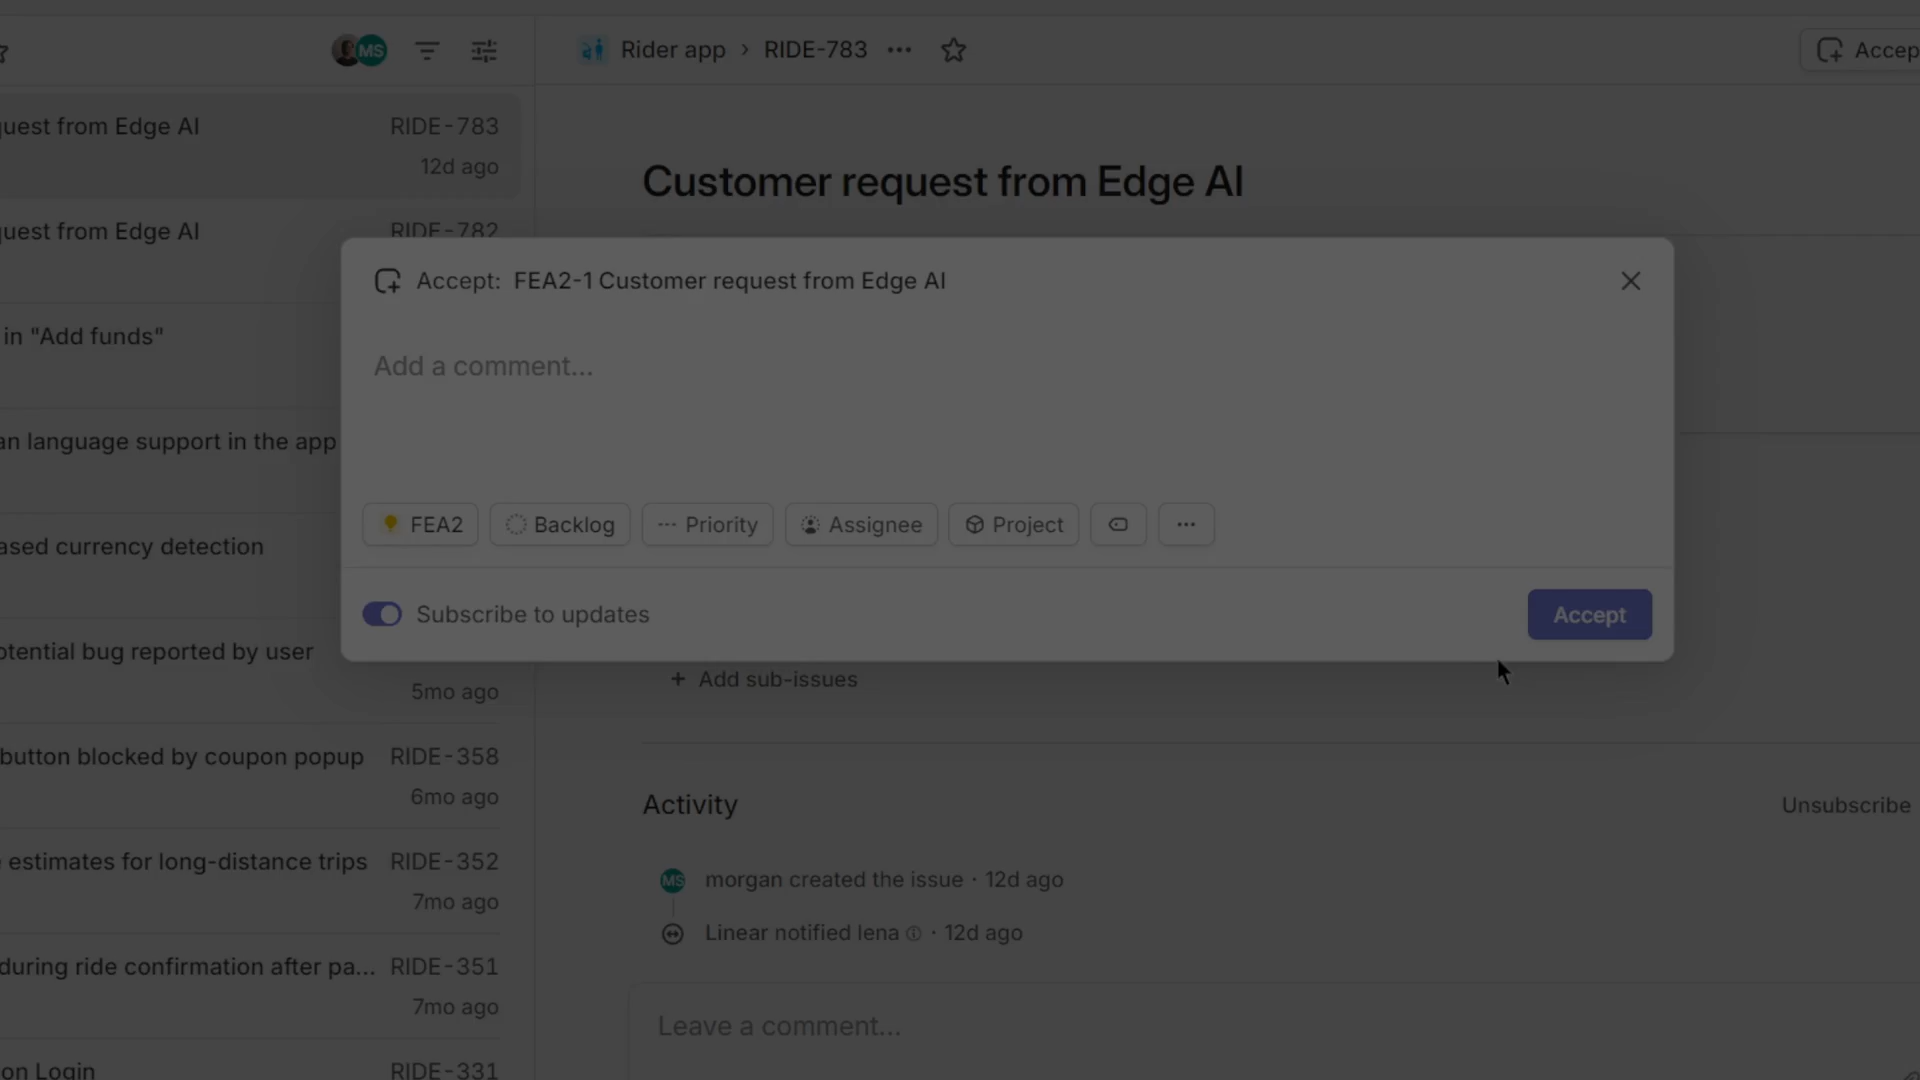 MS
Rider app › RIDE-783
Accep
quest from Edge AI RIDE-783
12d ago
Customer request from Edge AI
quest from Edge AI RIDE-782
Accept: FEA2-1 Customer request from Edge AI
in "Add funds"
Add a comment...
an language support in the app
FEA2 Backlog Priority Assignee Project
ased currency detection
Subscribe to updates Accept
otential bug reported by user
5mo ago
+ Add sub-issues
button blocked by coupon popup RIDE-358
6mo ago
Activity Unsubscribe
estimates for long-distance trips RIDE-352
7mo ago
MS morgan created the issue · 12d ago
Linear notified lena · 12d ago
during ride confirmation after pa... RIDE-351
7mo ago
Leave a comment...
on Login RIDE-331